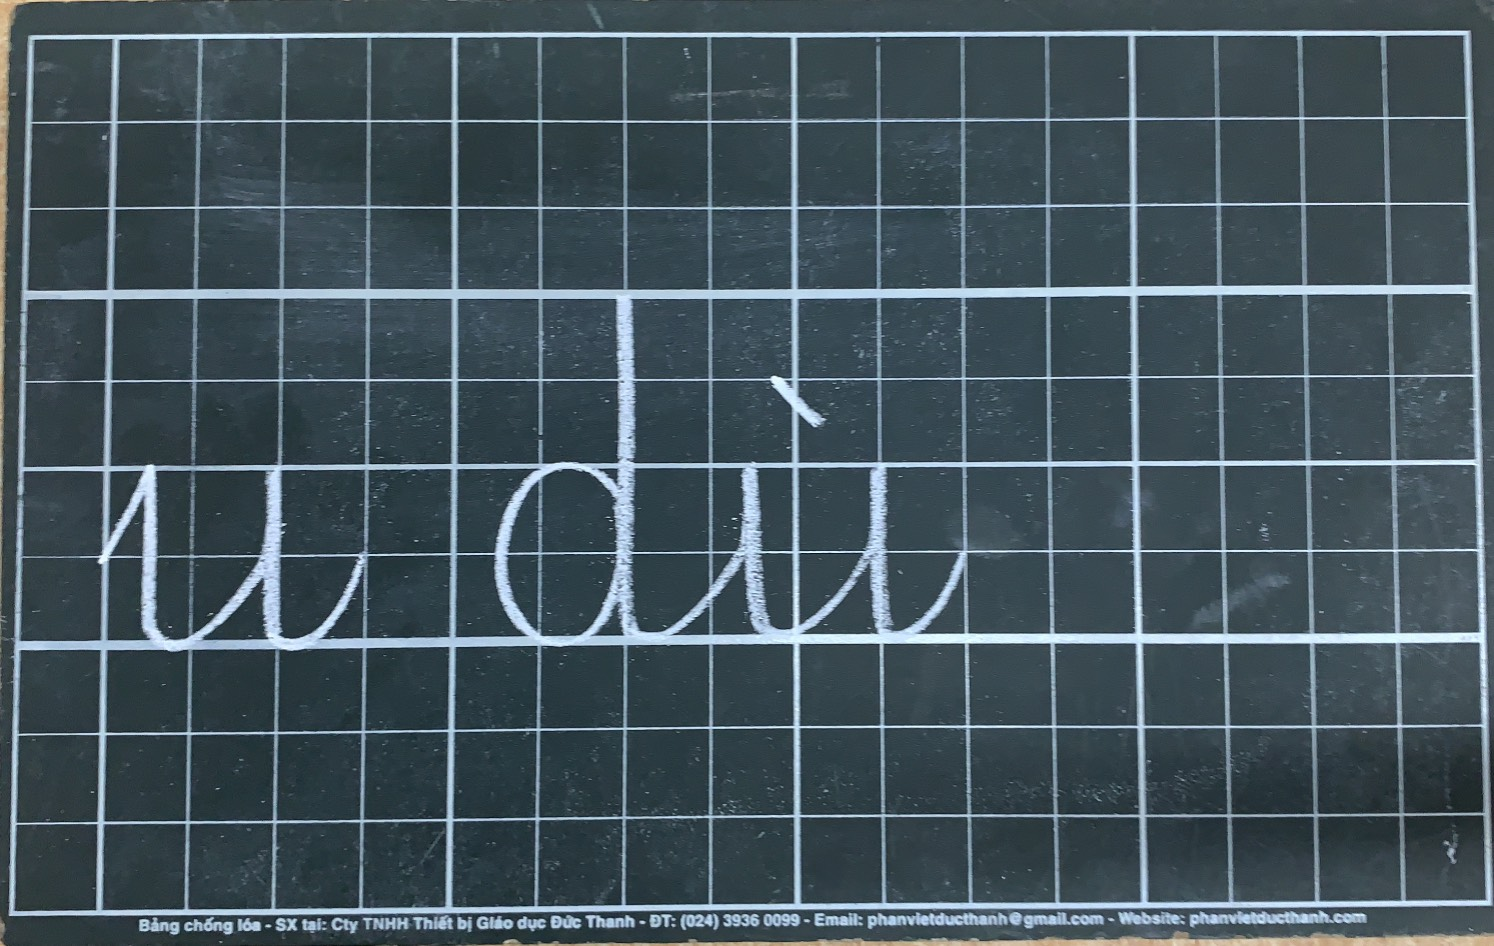 u dù
Bảng chống lóa - SX tại: Cty TNHH Thiết bị Giáo dục Đức Thanh - ĐT: (024) 3936 0099 - Email: phanvietducthanh@gmail.com - Website: phanvietducthanh.com